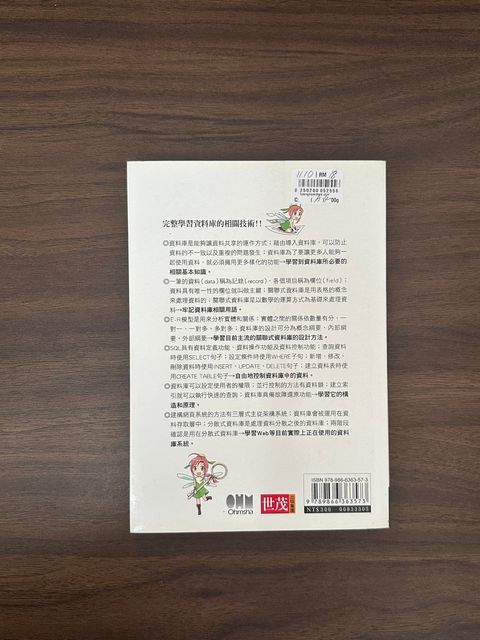 11101 RM 18
0 250200 052556
00g
完整學習資料庫的相關技術!!
◎資料庫是能夠讓資料共享的運作方式；藉由導入資料庫，可以防止
資料的不一致以及重複的問題發生；資料庫為了要讓更多人能夠一
起使用資料，就必須擁用更多樣化的功能→學習到資料庫所必要的
相關基本知識。
◎一筆的資料(data)稱為記錄(record)，各個項目稱為欄位(field)；
資料具有唯一性的欄位就叫做主鍵；關聯式資料庫是用表格的概念
來處理資料的；關聯式資料庫是以數學的運算方式為基礎來處理資
料→牢記資料庫相關用語。
◎E-R模型是用來分析實體和關係；實體之間的關係依數量有分，一
對一、一對多、多對多；資料庫的設計可分為概念綱要、內部綱
要、外部綱要→學習目前主流的關聯式資料庫的設計方法。
◎SQL具有資料定義功能、資料操作功能及資料控制功能；查詢資料
時使用SELECT句子；設定條件時使用WHERE子句；新增、修改、
刪除資料時使用INSERT、UPDATE、DELETE句子；建立資料表時使
用CREATE TABLE句子→自由地控制資料庫中的資料。
◎資料庫可以設定使用者的權限；並行控制的方法有資料鎖；建立索
引就可以執行快速的查詢；資料庫具備故障還原功能→學習它的構
造和原理。
◎建構網頁系統的方法有三層式主從架構系統；資料庫會被運用在資
料存取層中；分散式資料庫是處理資料分散之後的資料庫；兩階段
確認是用在分散式資料庫→學習Web等目前實際上正在使用的資料
庫系統。
OHM
Ohmsha
世茂
ISBN 978-986-6363-57-3
9 789866 363573
NT$300 00033305